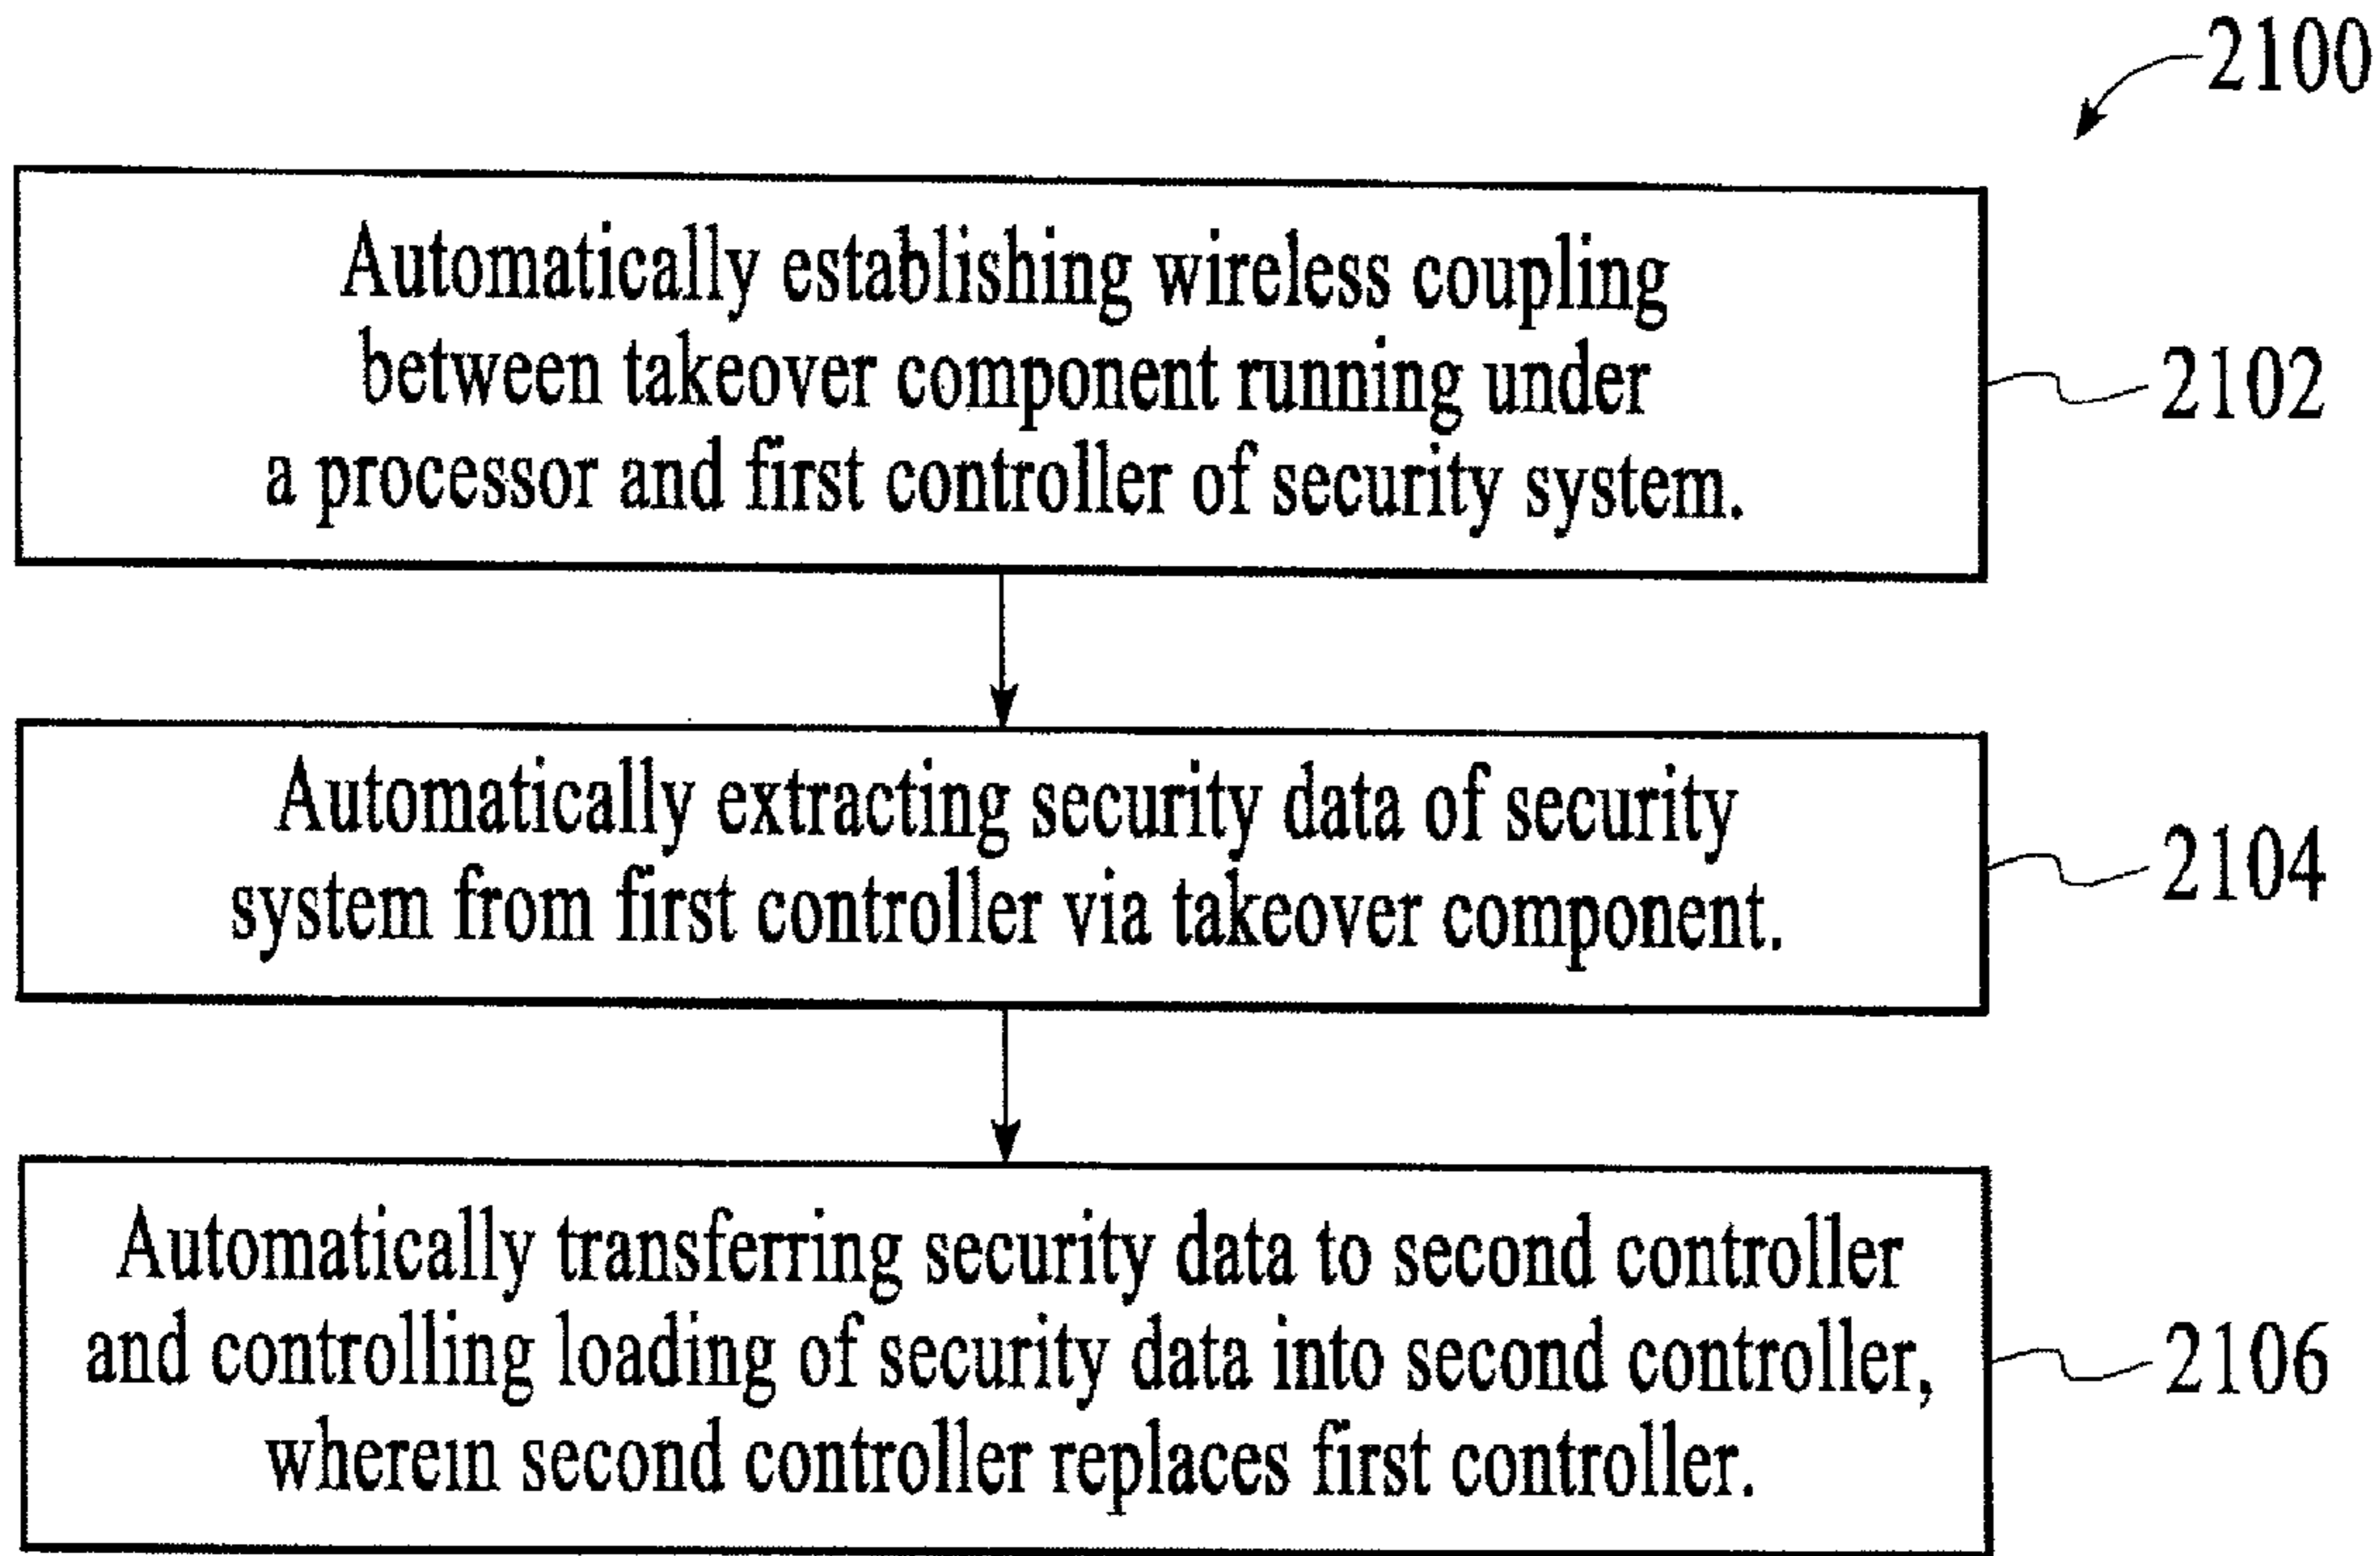 2100
Automatically establishing wireless coupling
between takeover component running under
a processor and first controller of security system.
2102
Automatically extracting security data of security
system from first controller via takeover component.
2104
Automatically transferring security data to second controller
and controlling loading of security data into second controller,
wherein second controller replaces first controller.
2106